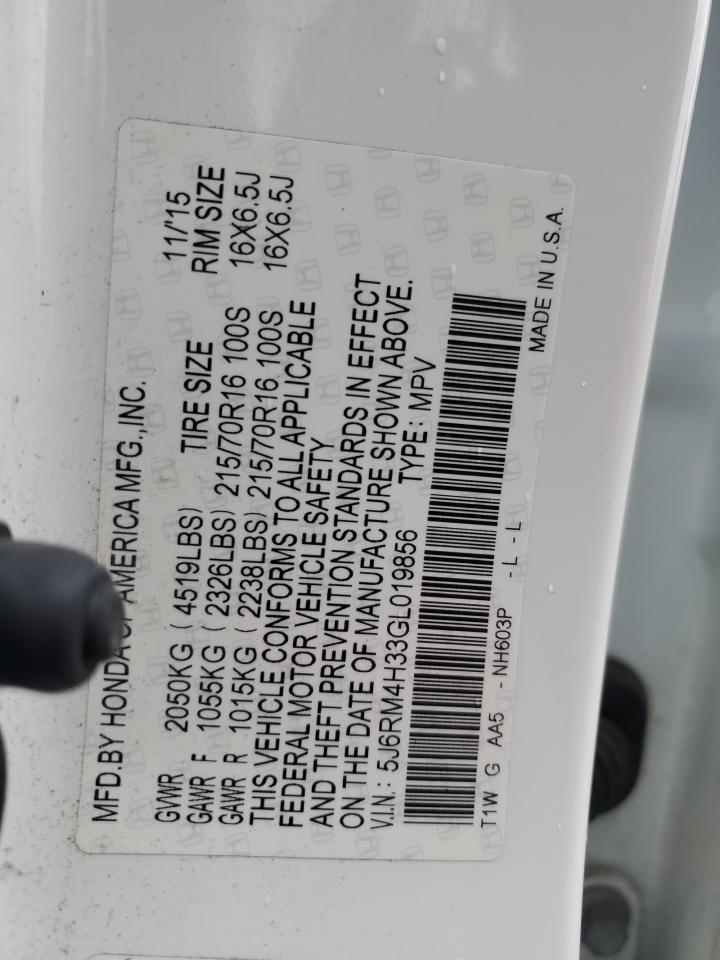 MFD.BY HONDA OF AMERICA MFG.,INC. 11/'15
GVWR 2050KG ( 4519LBS) TIRE SIZE RIM SIZE
GAWR F 1055KG ( 2326LBS) 215/70R16 100S 16X6.5J
GAWR R 1015KG ( 2238LBS) 215/70R16 100S 16X6.5J
THIS VEHICLE CONFORMS TO ALL APPLICABLE
FEDERAL MOTOR VEHICLE SAFETY
AND THEFT PREVENTION STANDARDS IN EFFECT
ON THE DATE OF MANUFACTURE SHOWN ABOVE.
V.I.N.: 5J6RM4H33GL019856 TYPE: MPV
T1W G AA5 - NH603P - L - L MADE IN U.S.A.